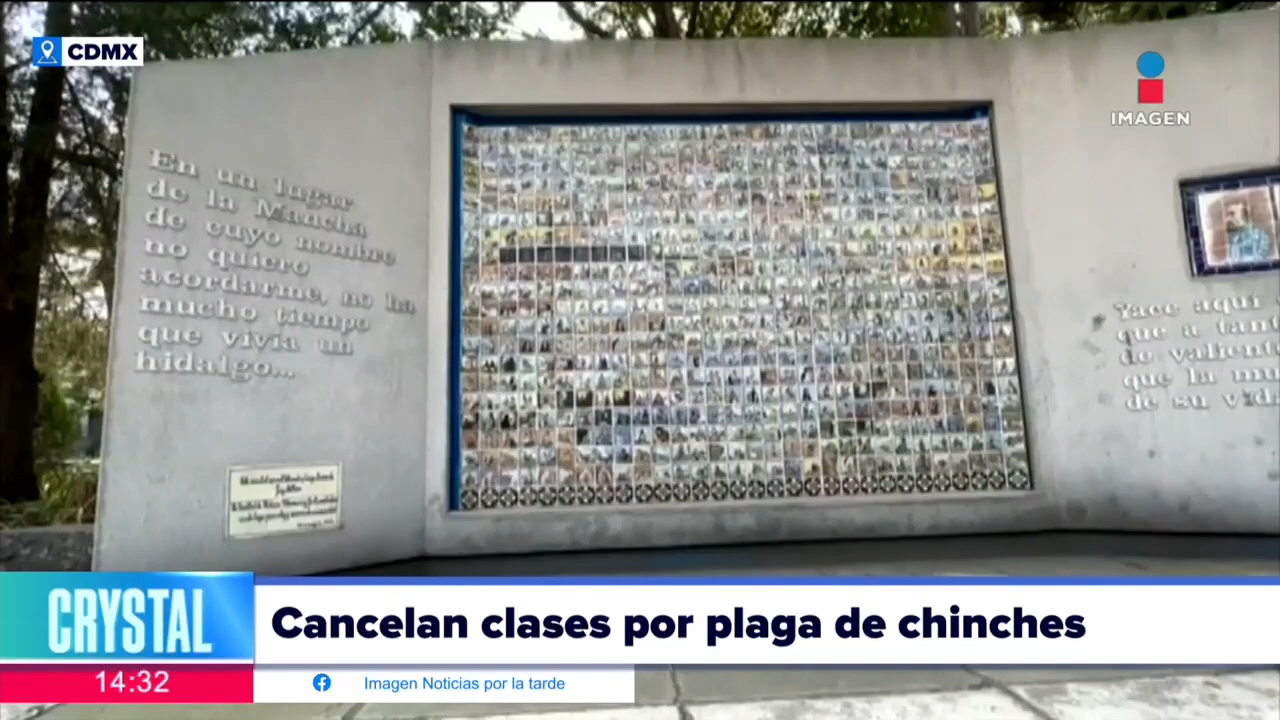 CDMX
IMAGEN
En un lugar
de la Mancha
de cuyo nombre
no quiero
acordarme, no ha
mucho tiempo
que vivía un
hidalgo...
Yace aquí
que a tant
de valient
que la mu
de su vida
CRYSTAL
Cancelan clases por plaga de chinches
14:32
Imagen Noticias por la tarde